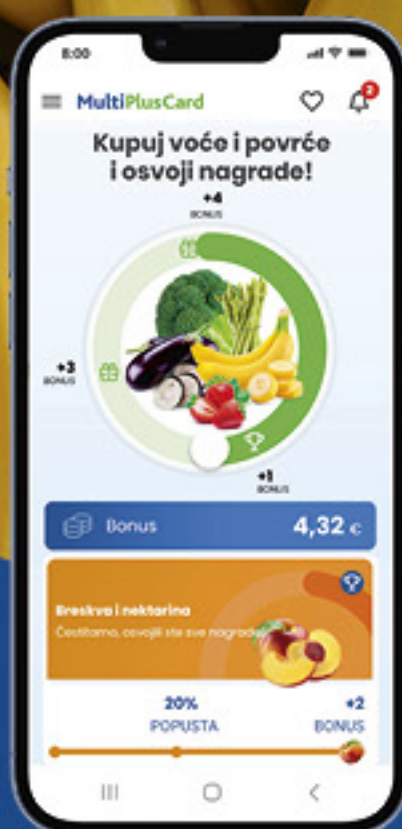 8:00
MultiPlusCard
2
Kupuj voće i povrće
i osvoji nagrade!
+4
BONUS
+3
BONUS
+1
BONUS
Bonus 4,32 €
Breskva i nektarina
Čestitamo, osvojili ste sve nagrade
20% +2
POPUSTA BONUS